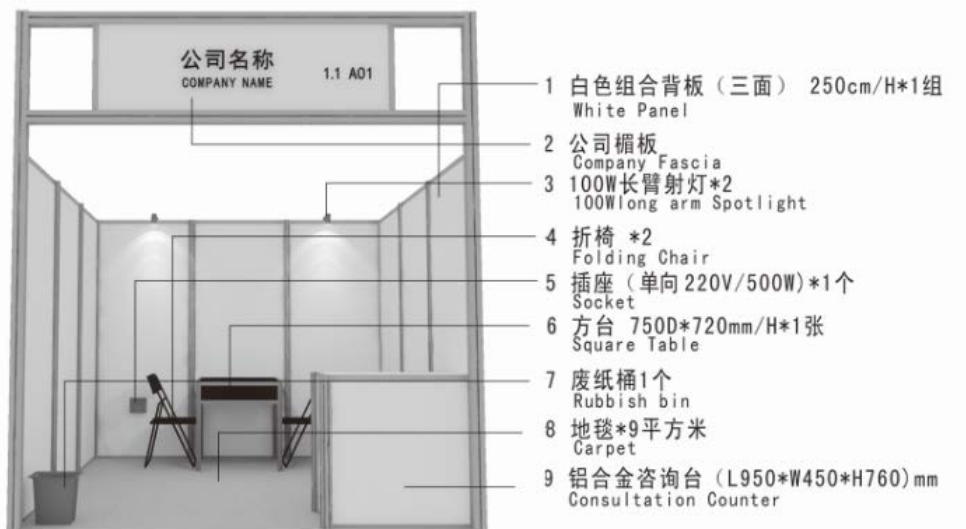 公司名称
COMPANY NAME
1.1 A01
1 白色组合背板（三面） 250cm/H*1组
White Panel
2 公司楣板
Company Fascia
3 100W长臂射灯*2
100Wlong arm Spotlight
4 折椅 *2
Folding Chair
5 插座（单向220V/500W)*1个
Socket
6 方台 750D*720mm/H*1张
Square Table
7 废纸桶1个
Rubbish bin
8 地毯*9平方米
Carpet
9 铝合金咨询台（L950*W450*H760)mm
Consultation Counter